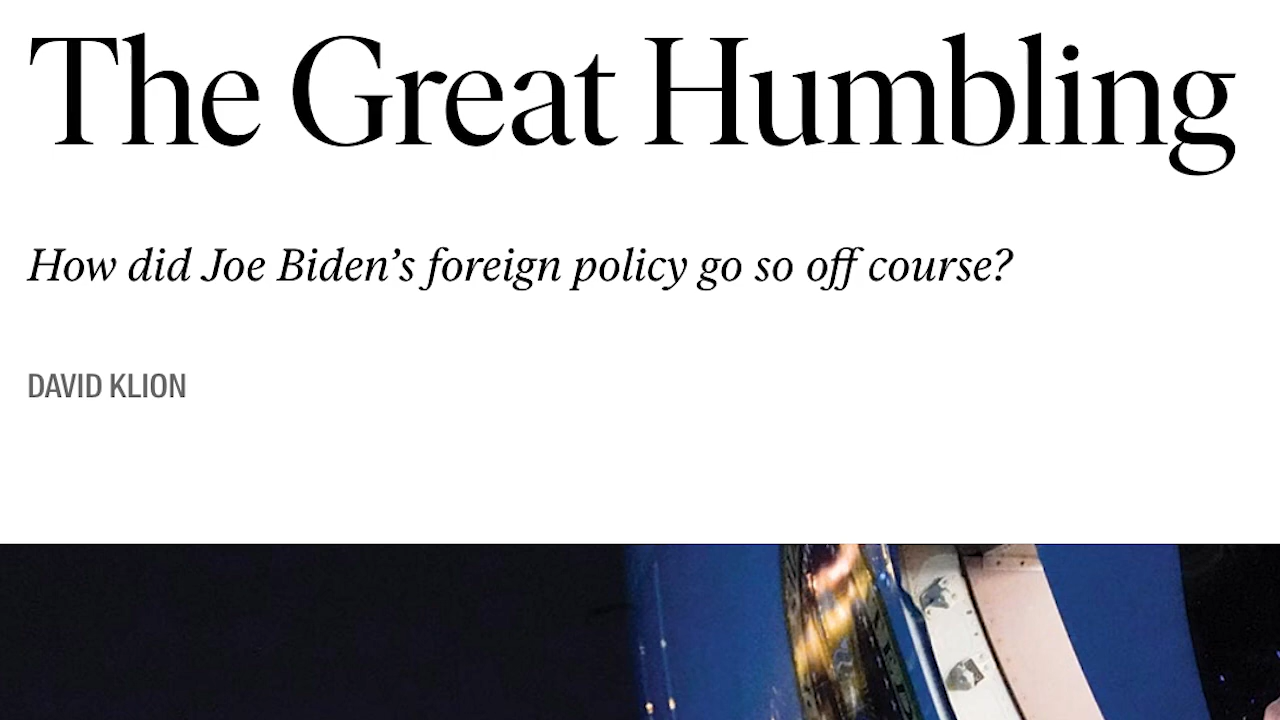 The Great Humbling
How did Joe Biden’s foreign policy go so off course?
DAVID KLION